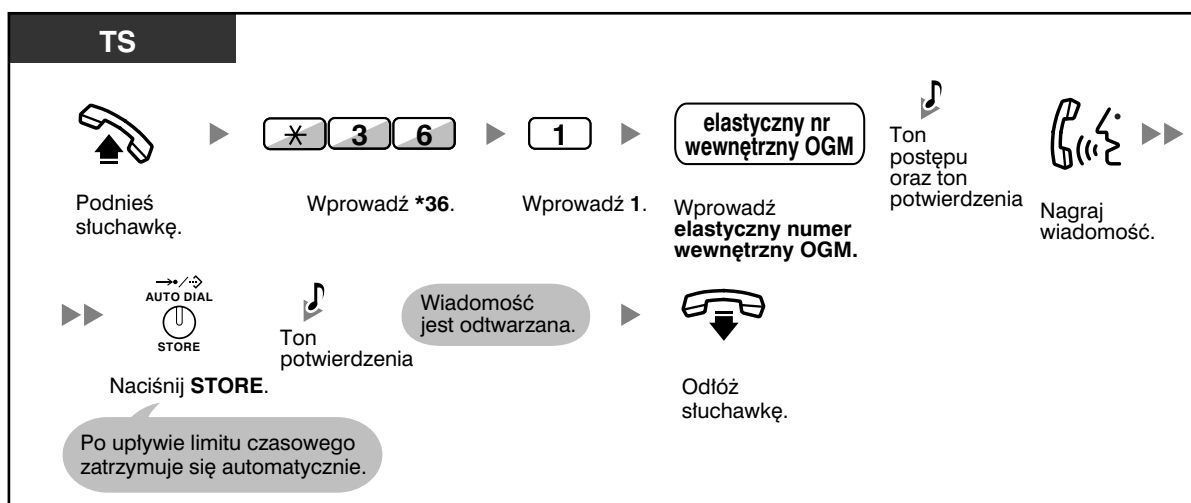 TS
* 3 6
1
elastyczny nr
wewnętrzny OGM
Ton
postępu
oraz ton
potwierdzenia
Podnieś
słuchawkę.
Wprowadź *36.
Wprowadź 1.
Wprowadź
elastyczny numer
wewnętrzny OGM.
Nagraj
wiadomość.
AUTO DIAL
STORE
Ton
potwierdzenia
Wiadomość
jest odtwarzana.
Naciśnij STORE.
Odłóż
słuchawkę.
Po upływie limitu czasowego
zatrzymuje się automatycznie.